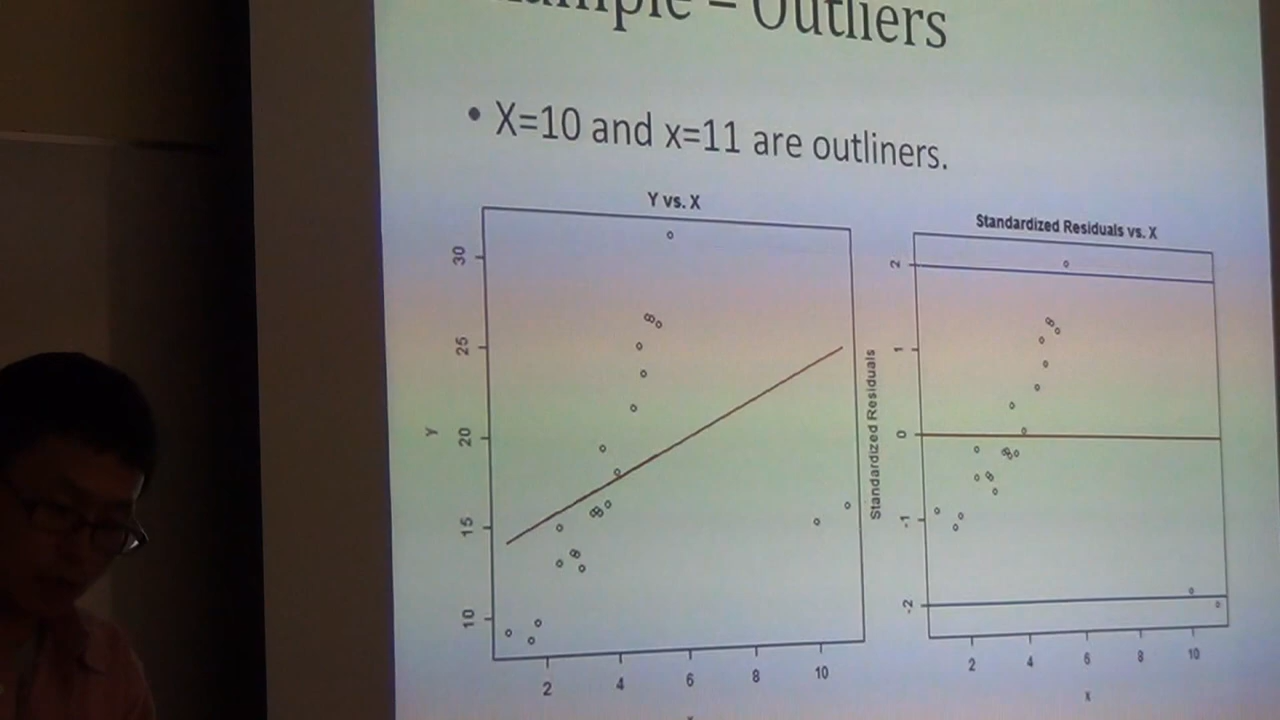 – Outliers
• X=10 and x=11 are outliners.
Y vs. X
30
25
20
15
10
Y
2 4 6 8 10
Standardized Residuals vs. X
2
1
0
-1
-2
Standardized Residuals
2 4 6 8 10
x